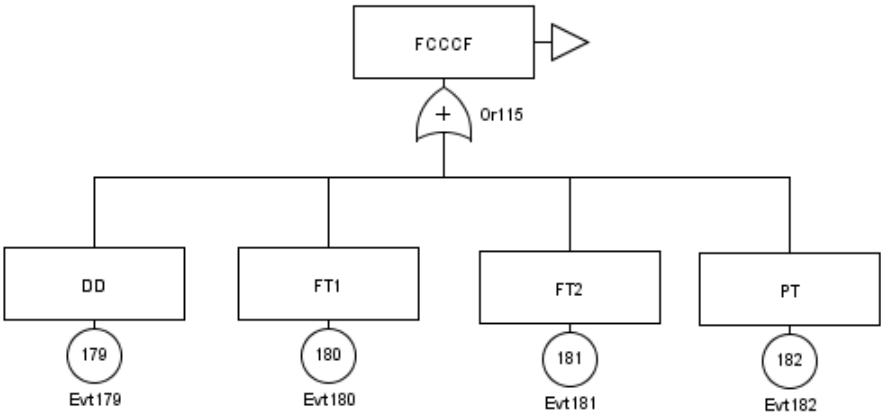 FCCCF
+
Or115
DD
FT1
FT2
PT
179
180
181
182
Evt179
Evt180
Evt181
Evt182